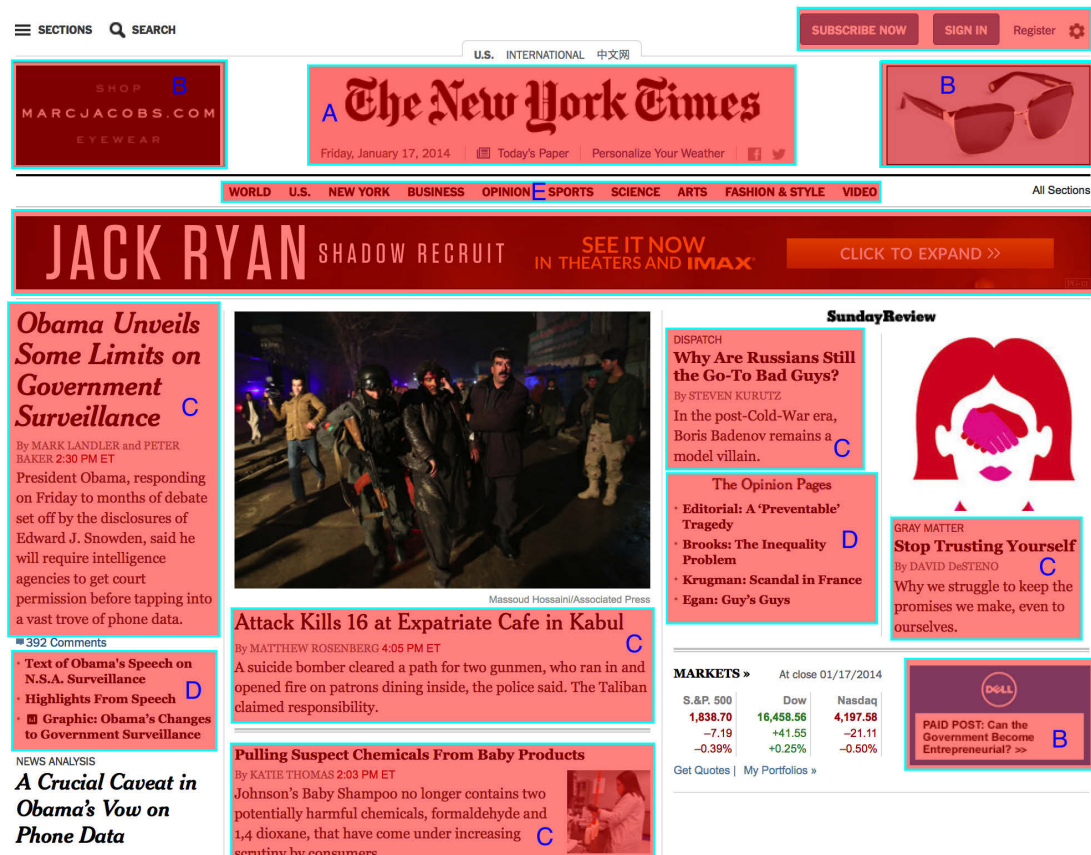 SECTIONS SEARCH
SUBSCRIBE NOW SIGN IN Register
U.S. INTERNATIONAL 中文网
SHOP
MARCJACOBS.COM
EYEWEAR
B
A
The New York Times
Friday, January 17, 2014 Today's Paper Personalize Your Weather
B
WORLD U.S. NEW YORK BUSINESS OPINION E SPORTS SCIENCE ARTS FASHION & STYLE VIDEO
All Sections
JACK RYAN SHADOW RECRUIT
SEE IT NOW
IN THEATERS AND IMAX
CLICK TO EXPAND >>
PG-13
Obama Unveils
Some Limits on
Government
Surveillance
C
By MARK LANDLER and PETER
BAKER 2:30 PM ET
President Obama, responding
on Friday to months of debate
set off by the disclosures of
Edward J. Snowden, said he
will require intelligence
agencies to get court
permission before tapping into
a vast trove of phone data.
392 Comments
· Text of Obama's Speech on
N.S.A. Surveillance
· Highlights From Speech
D
· Graphic: Obama's Changes
to Government Surveillance
NEWS ANALYSIS
A Crucial Caveat in
Obama's Vow on
Phone Data
Massoud Hossaini/Associated Press
Attack Kills 16 at Expatriate Cafe in Kabul
C
By MATTHEW ROSENBERG 4:05 PM ET
A suicide bomber cleared a path for two gunmen, who ran in and
opened fire on patrons dining inside, the police said. The Taliban
claimed responsibility.
Pulling Suspect Chemicals From Baby Products
By KATIE THOMAS 2:03 PM ET
Johnson's Baby Shampoo no longer contains two
potentially harmful chemicals, formaldehyde and
1,4 dioxane, that have come under increasing
C
scrutiny by consumers
SundayReview
DISPATCH
Why Are Russians Still
the Go-To Bad Guys?
By STEVEN KURUTZ
In the post-Cold-War era,
Boris Badenov remains a
model villain.
C
The Opinion Pages
· Editorial: A 'Preventable'
Tragedy
· Brooks: The Inequality
Problem
D
· Krugman: Scandal in France
· Egan: Guy's Guys
GRAY MATTER
Stop Trusting Yourself
By DAVID DeSTENO
C
Why we struggle to keep the
promises we make, even to
ourselves.
MARKETS » At close 01/17/2014
S.&P. 500 Dow Nasdaq
1,838.70 16,458.56 4,197.58
–7.19 +41.55 –21.11
–0.39% +0.25% –0.50%
Get Quotes | My Portfolios »
DELL
PAID POST: Can the
Government Become
Entrepreneurial? >>
B